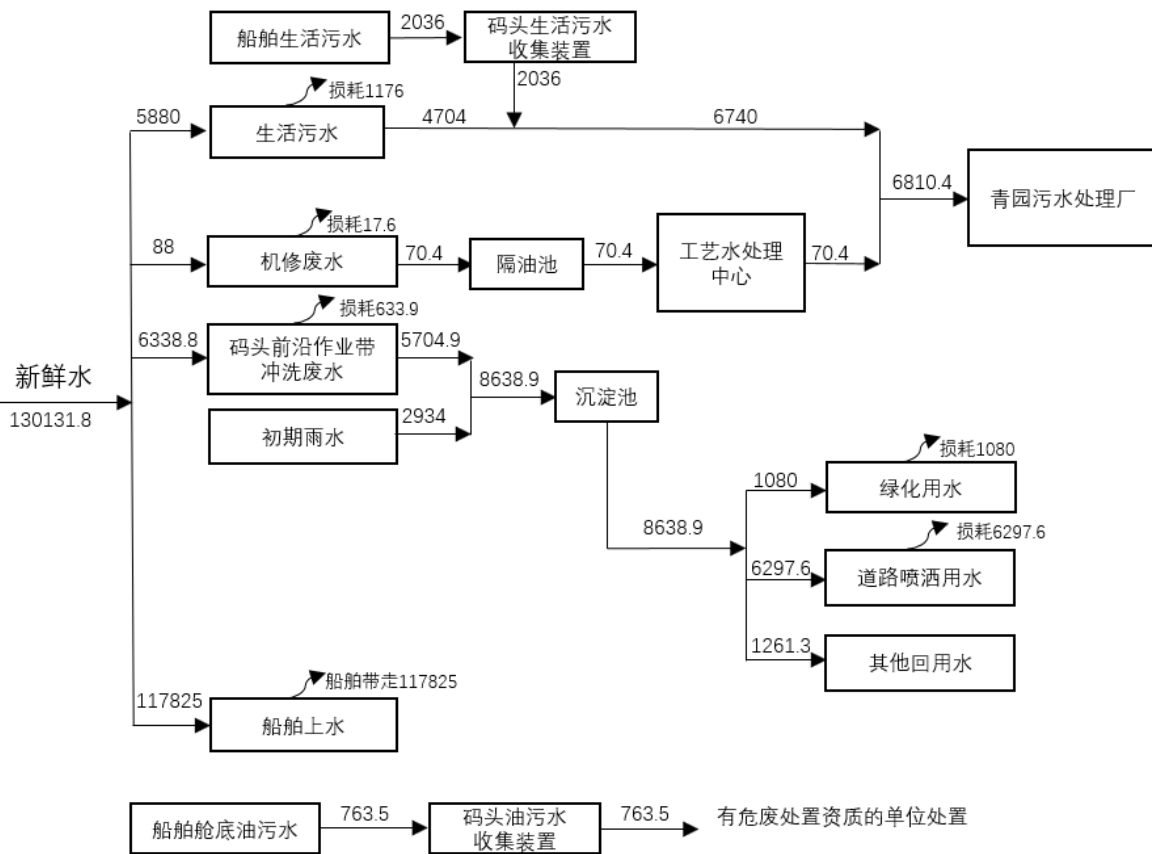 船舶生活污水
2036
码头生活污水
收集装置
2036
损耗1176
5880
生活污水
4704
6740
6810.4
青园污水处理厂
损耗17.6
88
机修废水
70.4
隔油池
70.4
工艺水处理
中心
70.4
损耗633.9
6338.8
码头前沿作业带
冲洗废水
5704.9
8638.9
沉淀池
新鲜水
130131.8
初期雨水
2934
损耗1080
1080
绿化用水
8638.9
损耗6297.6
6297.6
道路喷洒用水
1261.3
其他回用水
船舶带走117825
117825
船舶上水
船舶舱底油污水
763.5
码头油污水
收集装置
763.5
有危废处置资质的单位处置